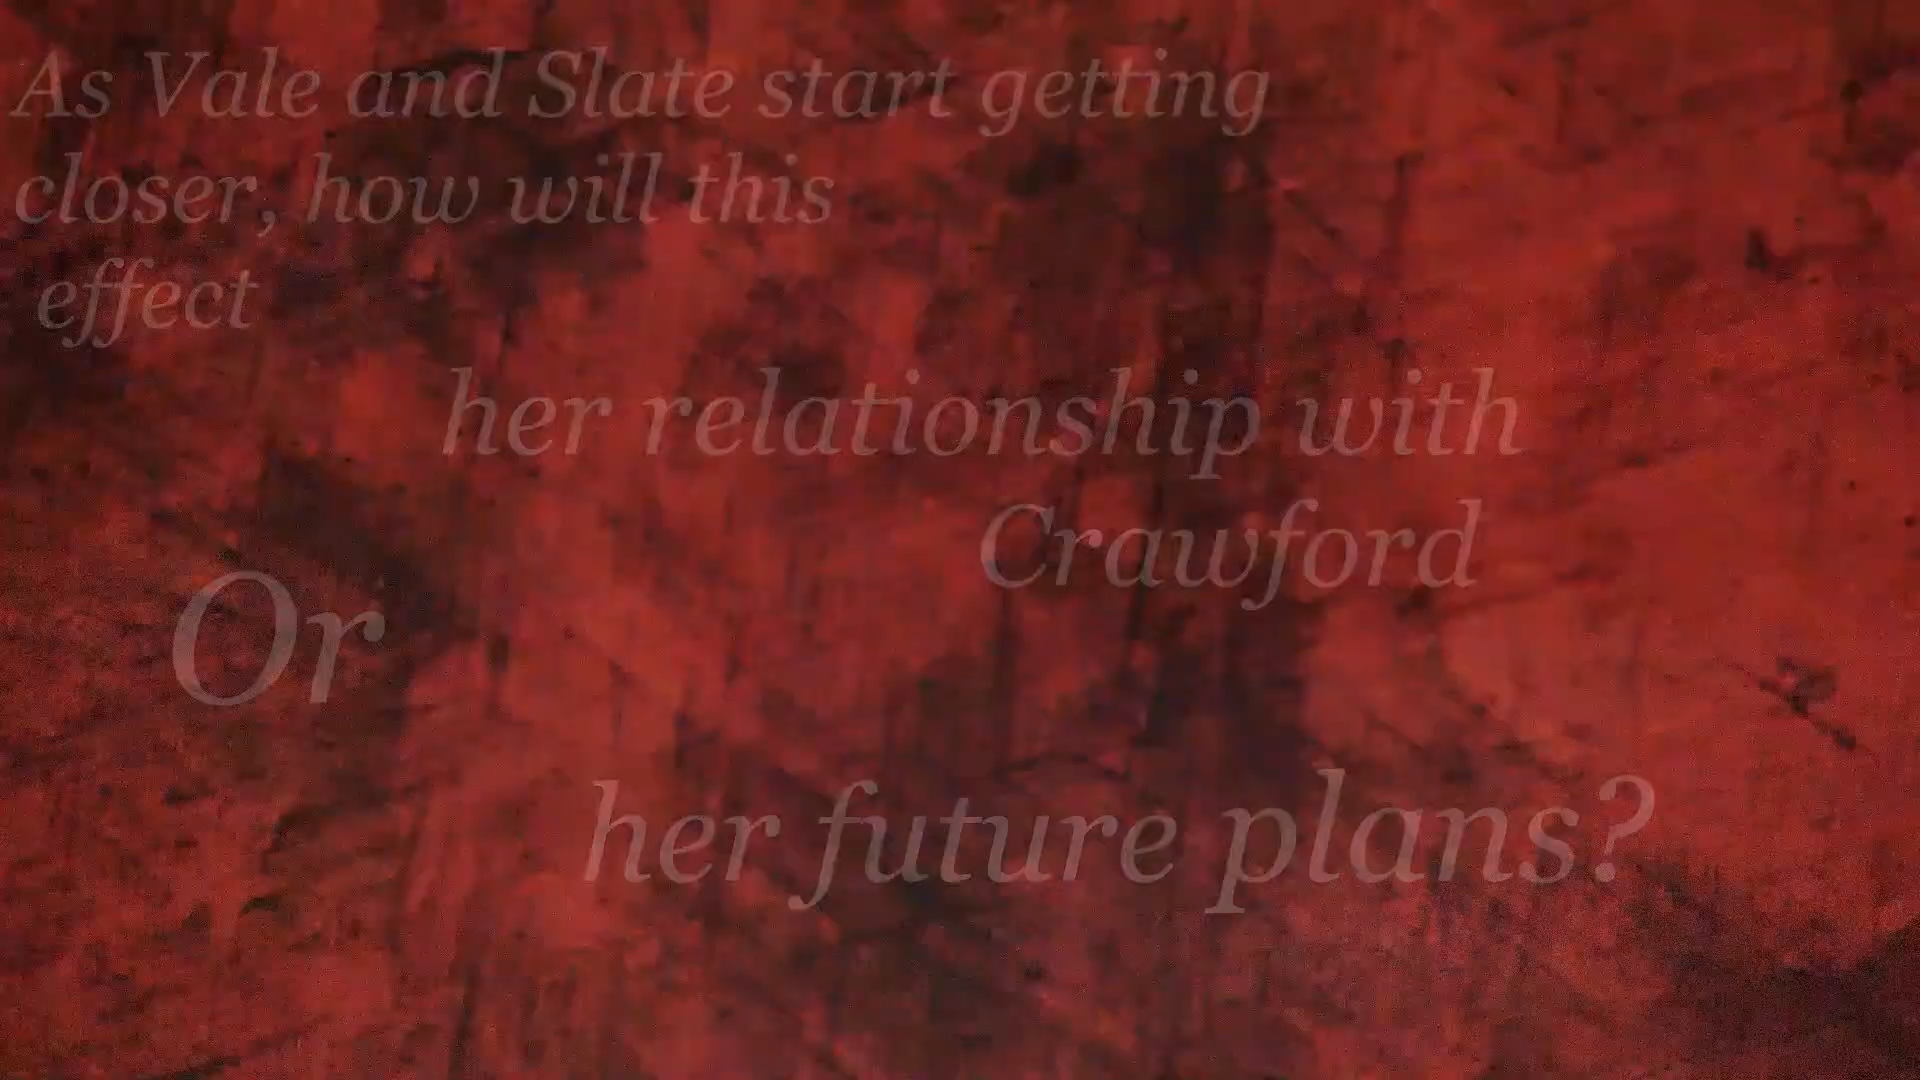 As Vale and Slate start getting
closer, how will this
effect
her relationship with
Crawford
Or
her future plans?